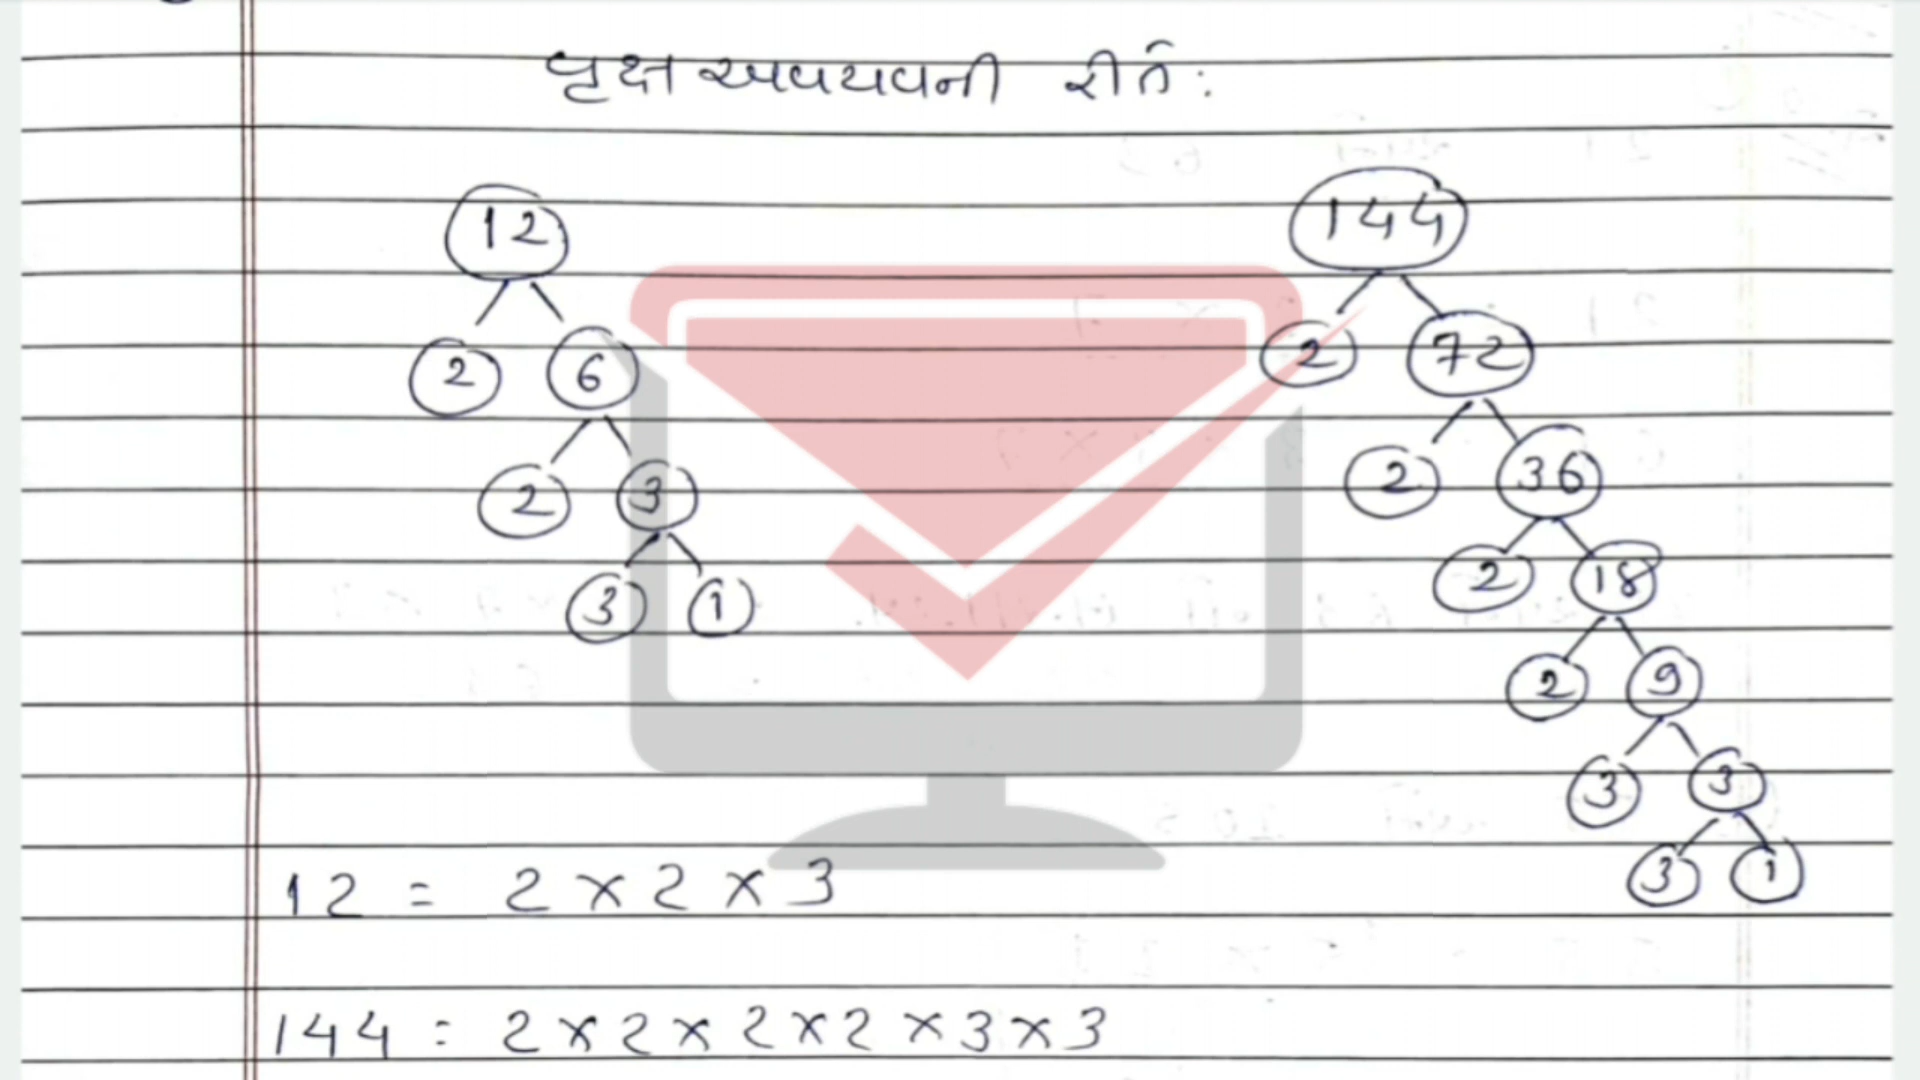 વૃક્ષ અવયવની રીતે:
12 144
2 6 2 72
2 3 2 36
3 1 2 18
2 9
3 3
3 1
12 = 2 × 2 × 3
144 = 2 × 2 × 2 × 2 × 3 × 3